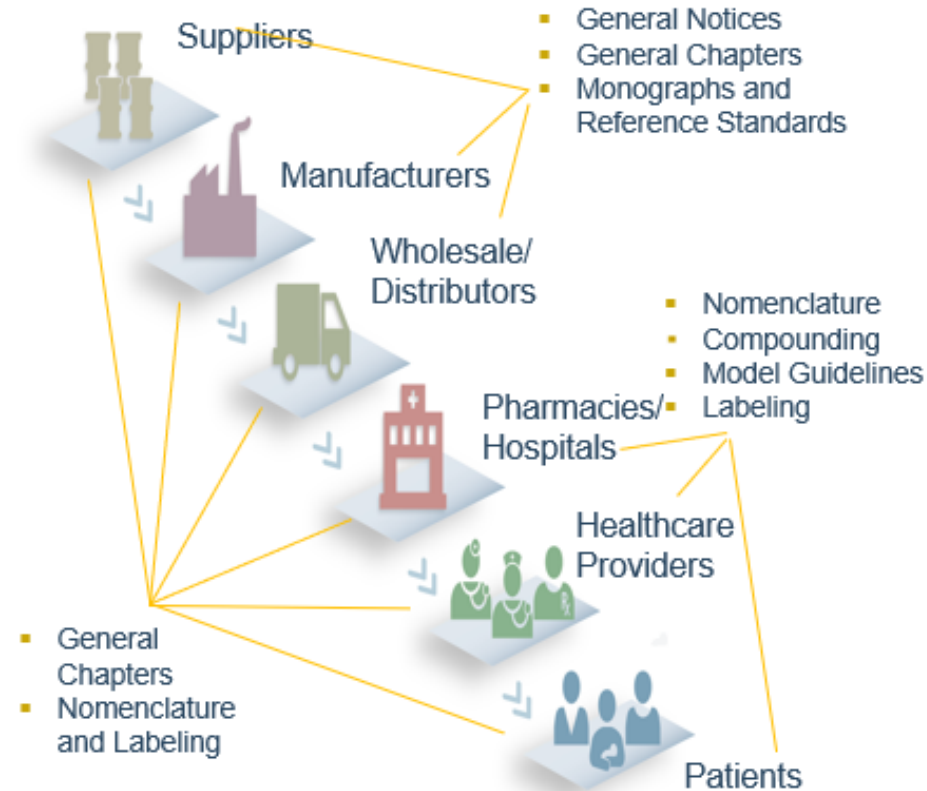 Suppliers
▪ General Notices
▪ General Chapters
▪ Monographs and
Reference Standards
Manufacturers
Wholesale/
Distributors
▪ Nomenclature
▪ Compounding
▪ Model Guidelines
▪ Labeling
Pharmacies/
Hospitals
Healthcare
Providers
▪ General
Chapters
▪ Nomenclature
and Labeling
Patients